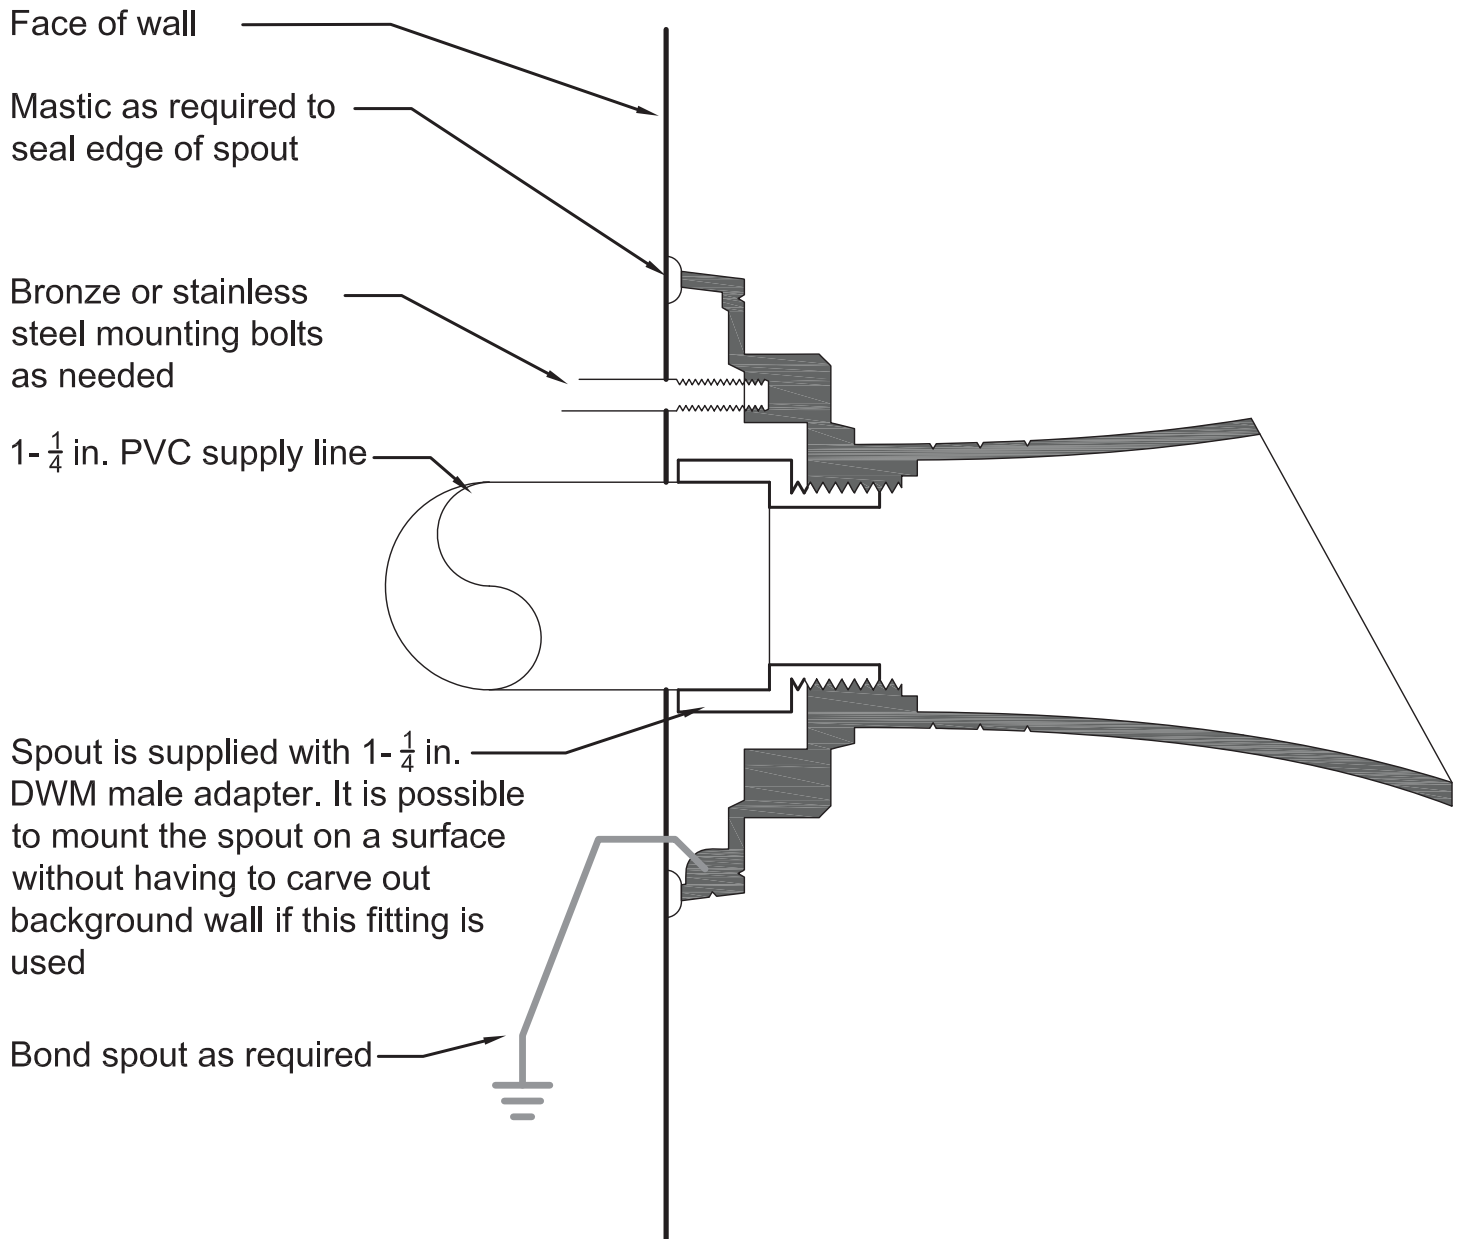 Face of wall
Mastic as required to
seal edge of spout
Bronze or stainless
steel mounting bolts
as needed
1- 1/4 in. PVC supply line
Spout is supplied with 1- 1/4 in.
DWM male adapter. It is possible
to mount the spout on a surface
without having to carve out
background wall if this fitting is
used
Bond spout as required